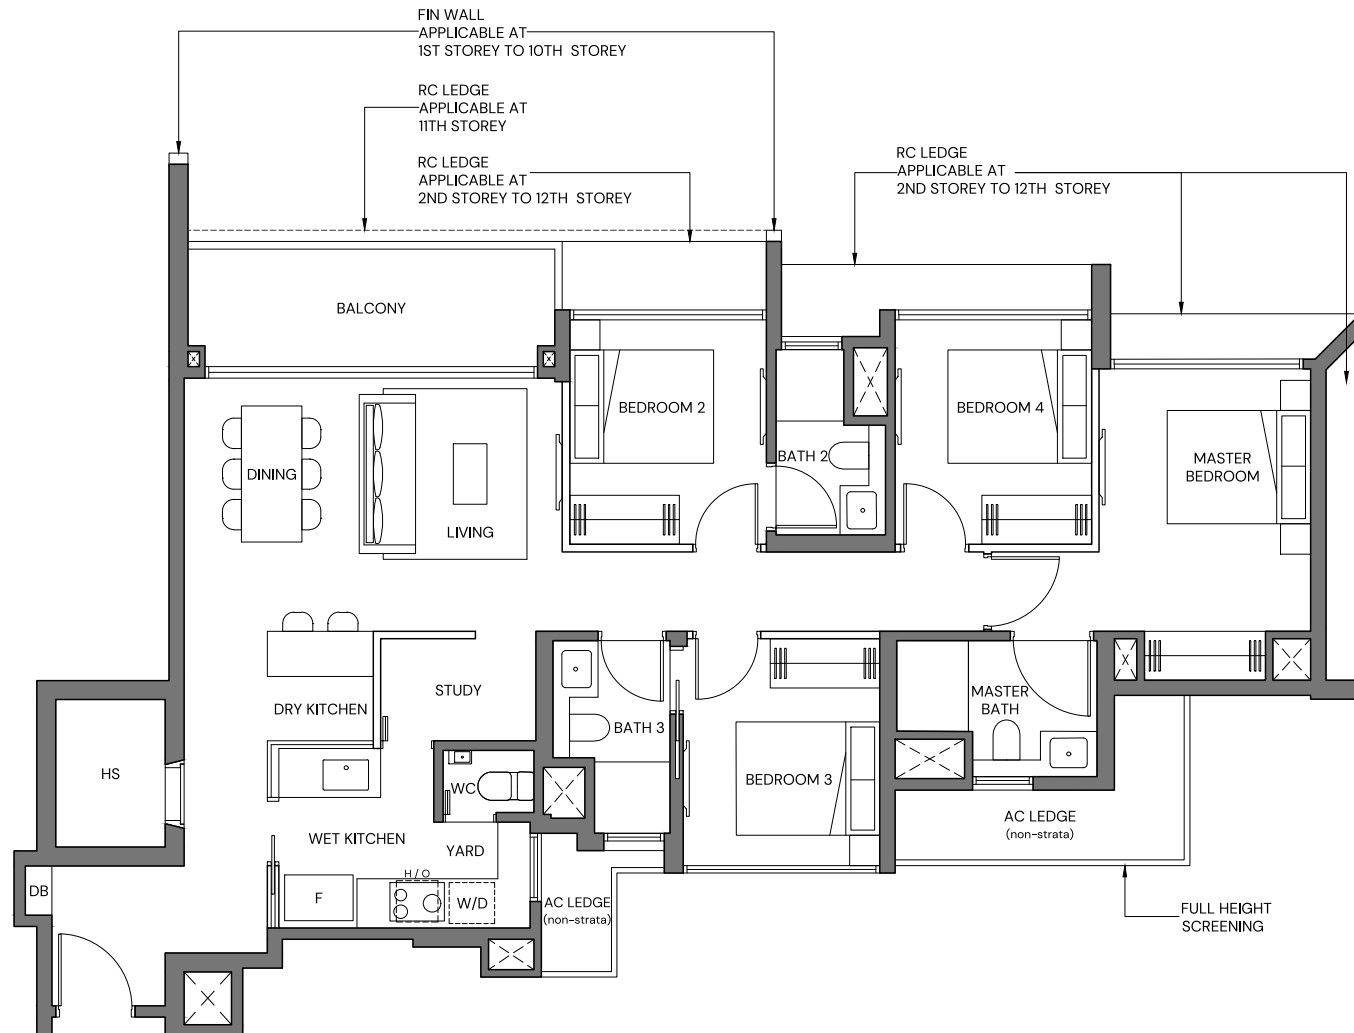 FIN WALL
APPLICABLE AT
1ST STOREY TO 10TH STOREY
RC LEDGE
APPLICABLE AT
11TH STOREY
RC LEDGE
APPLICABLE AT
2ND STOREY TO 12TH STOREY
RC LEDGE
APPLICABLE AT
2ND STOREY TO 12TH STOREY
BALCONY
BEDROOM 2
BEDROOM 4
BATH 2
MASTER
BEDROOM
DINING
LIVING
STUDY
MASTER
BATH
DRY KITCHEN
BATH 3
HS
WC
BEDROOM 3
AC LEDGE
(non-strata)
WET KITCHEN
YARD
H/O
DB
F
W/D
AC LEDGE
(non-strata)
FULL HEIGHT
SCREENING